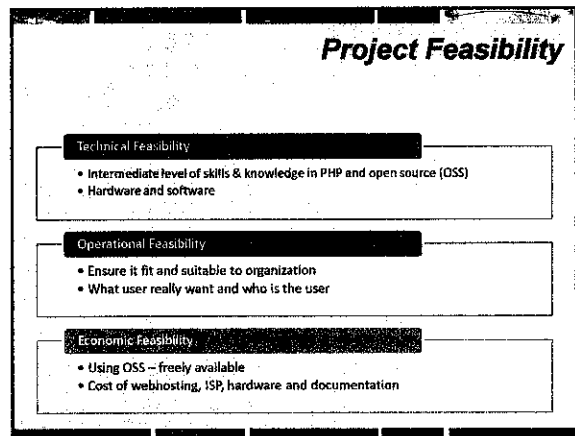 Project Feasibility
Technical Feasibility
• Intermediate level of skills & knowledge in PHP and open source (OSS)
• Hardware and software
Operational Feasibility
• Ensure it fit and suitable to organization
• What user really want and who is the user
Economic Feasibility
• Using OSS – freely available
• Cost of webhosting, ISP, hardware and documentation